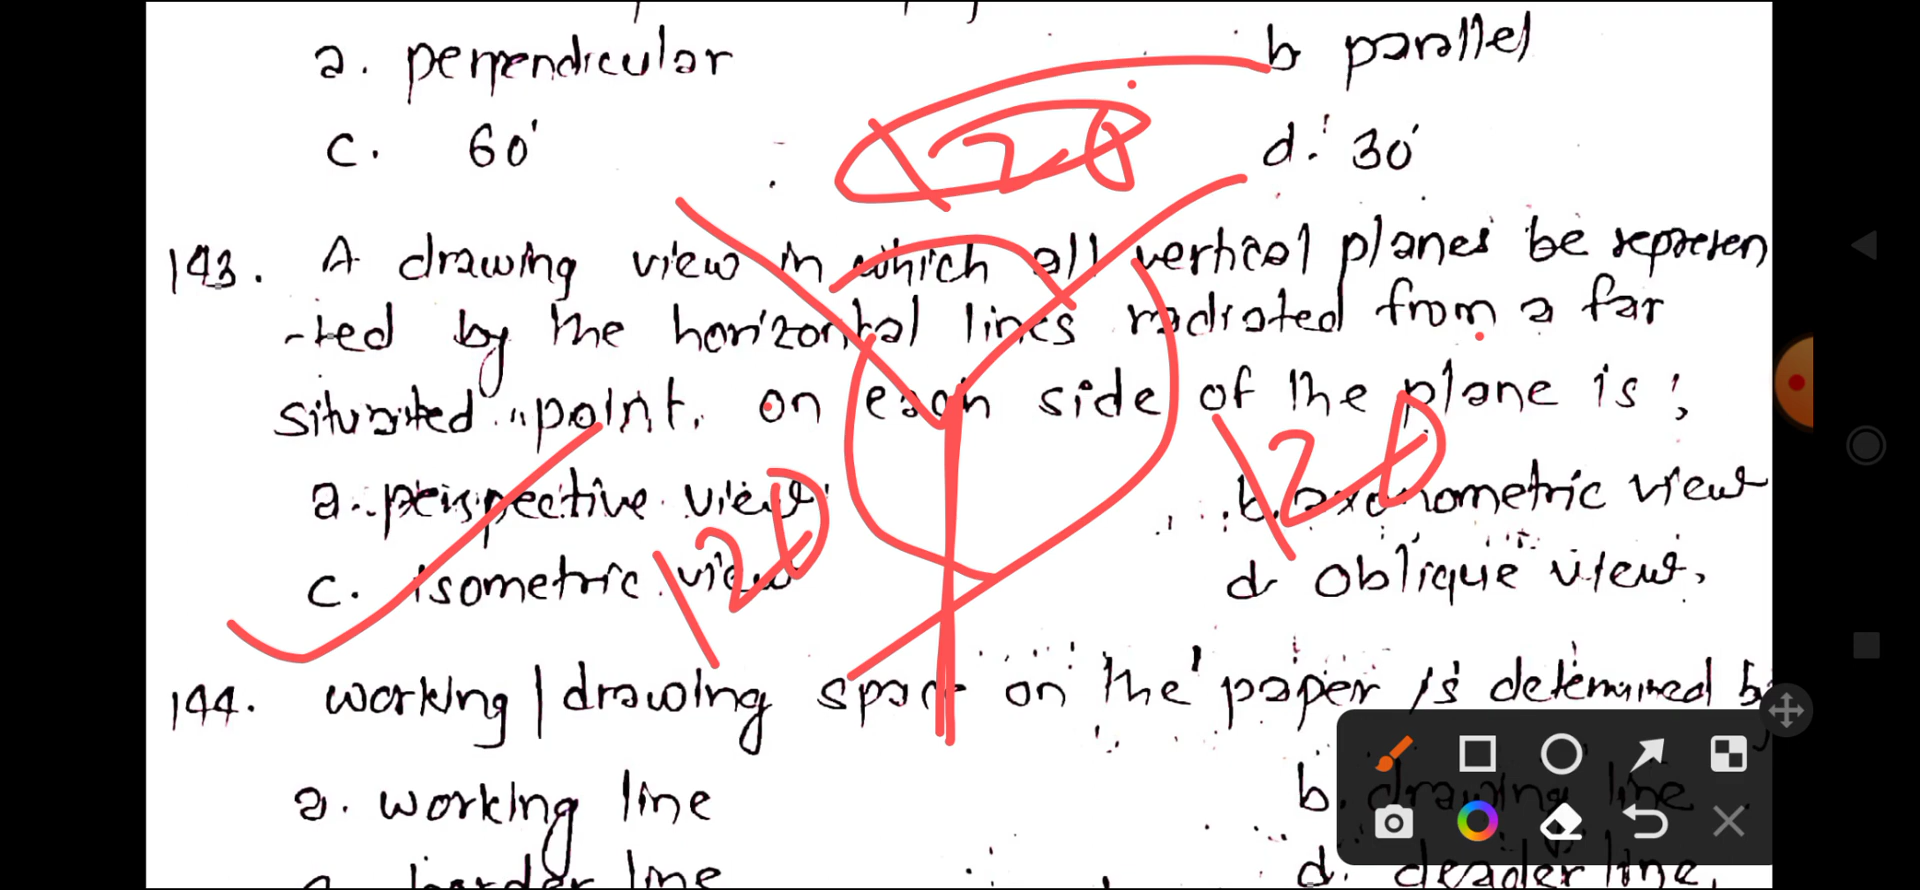 a. perpendicular b parallel
c. 60° d. 30°
120
143. A drawing view in which all vertical planes be represen
-ted by the horizontal lines radiated from a far
situated point. on each side of the plane is;
120
a. perspective view b. axonometric view
120
c. isometric view d oblique view.
144. working/drawing space on the paper is determined by
a. working line b. drawing line
border line d. leader line.